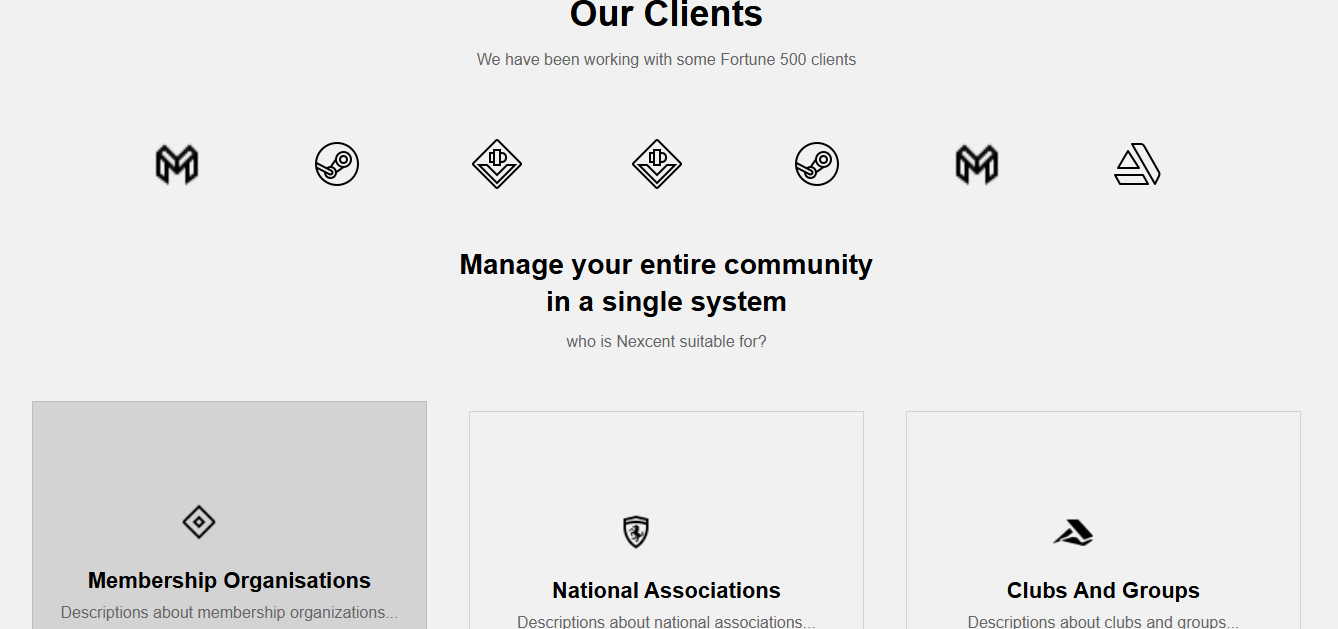 Our Clients
We have been working with some Fortune 500 clients
Manage your entire community
in a single system
who is Nexcent suitable for?
Membership Organisations
Descriptions about membership organizations...
National Associations
Descriptions about national associations...
Clubs And Groups
Descriptions about clubs and groups...